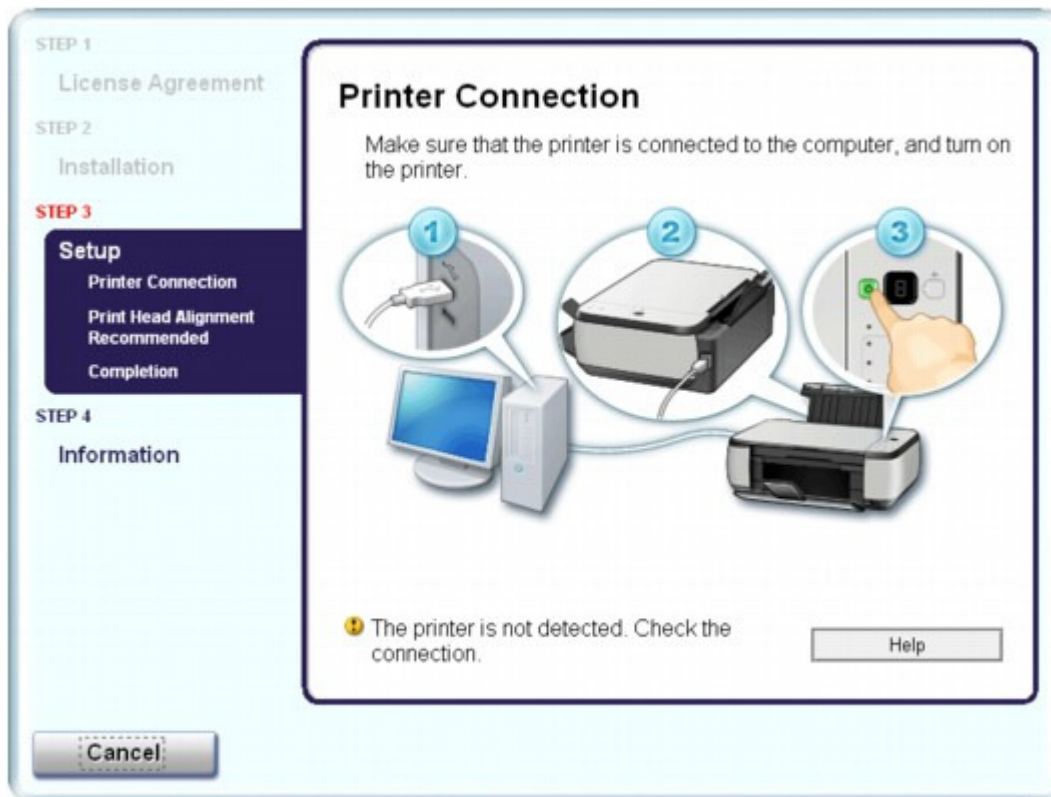 STEP 1
License Agreement
STEP 2
Installation
STEP 3
Setup
Printer Connection
Print Head Alignment
Recommended
Completion
STEP 4
Information
Printer Connection
Make sure that the printer is connected to the computer, and turn on
the printer.
1
2
3
The printer is not detected. Check the
connection.
Help
Cancel